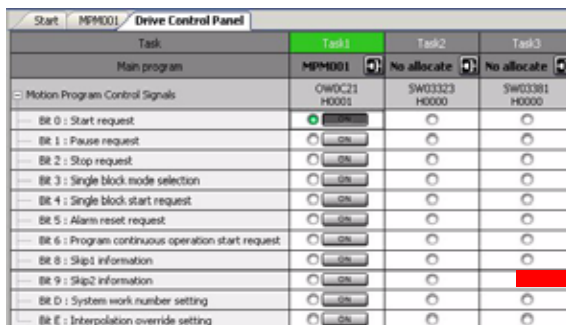 Start MPM001 Drive Control Panel
Task Task1 Task2 Task3
Main program MPM001 No allocate No allocate
Motion Program Control Signals OW0C21 SW03323 SW03381
H0001 H0000 H0000
Bit 0 : Start request ON
Bit 1 : Pause request ON
Bit 2 : Stop request ON
Bit 3 : Single block mode selection ON
Bit 4 : Single block start request ON
Bit 5 : Alarm reset request ON
Bit 6 : Program continuous operation start request ON
Bit 8 : Skip1 information ON
Bit 9 : Skip2 information ON
Bit D : System work number setting ON
Bit E : Interpolation override setting ON